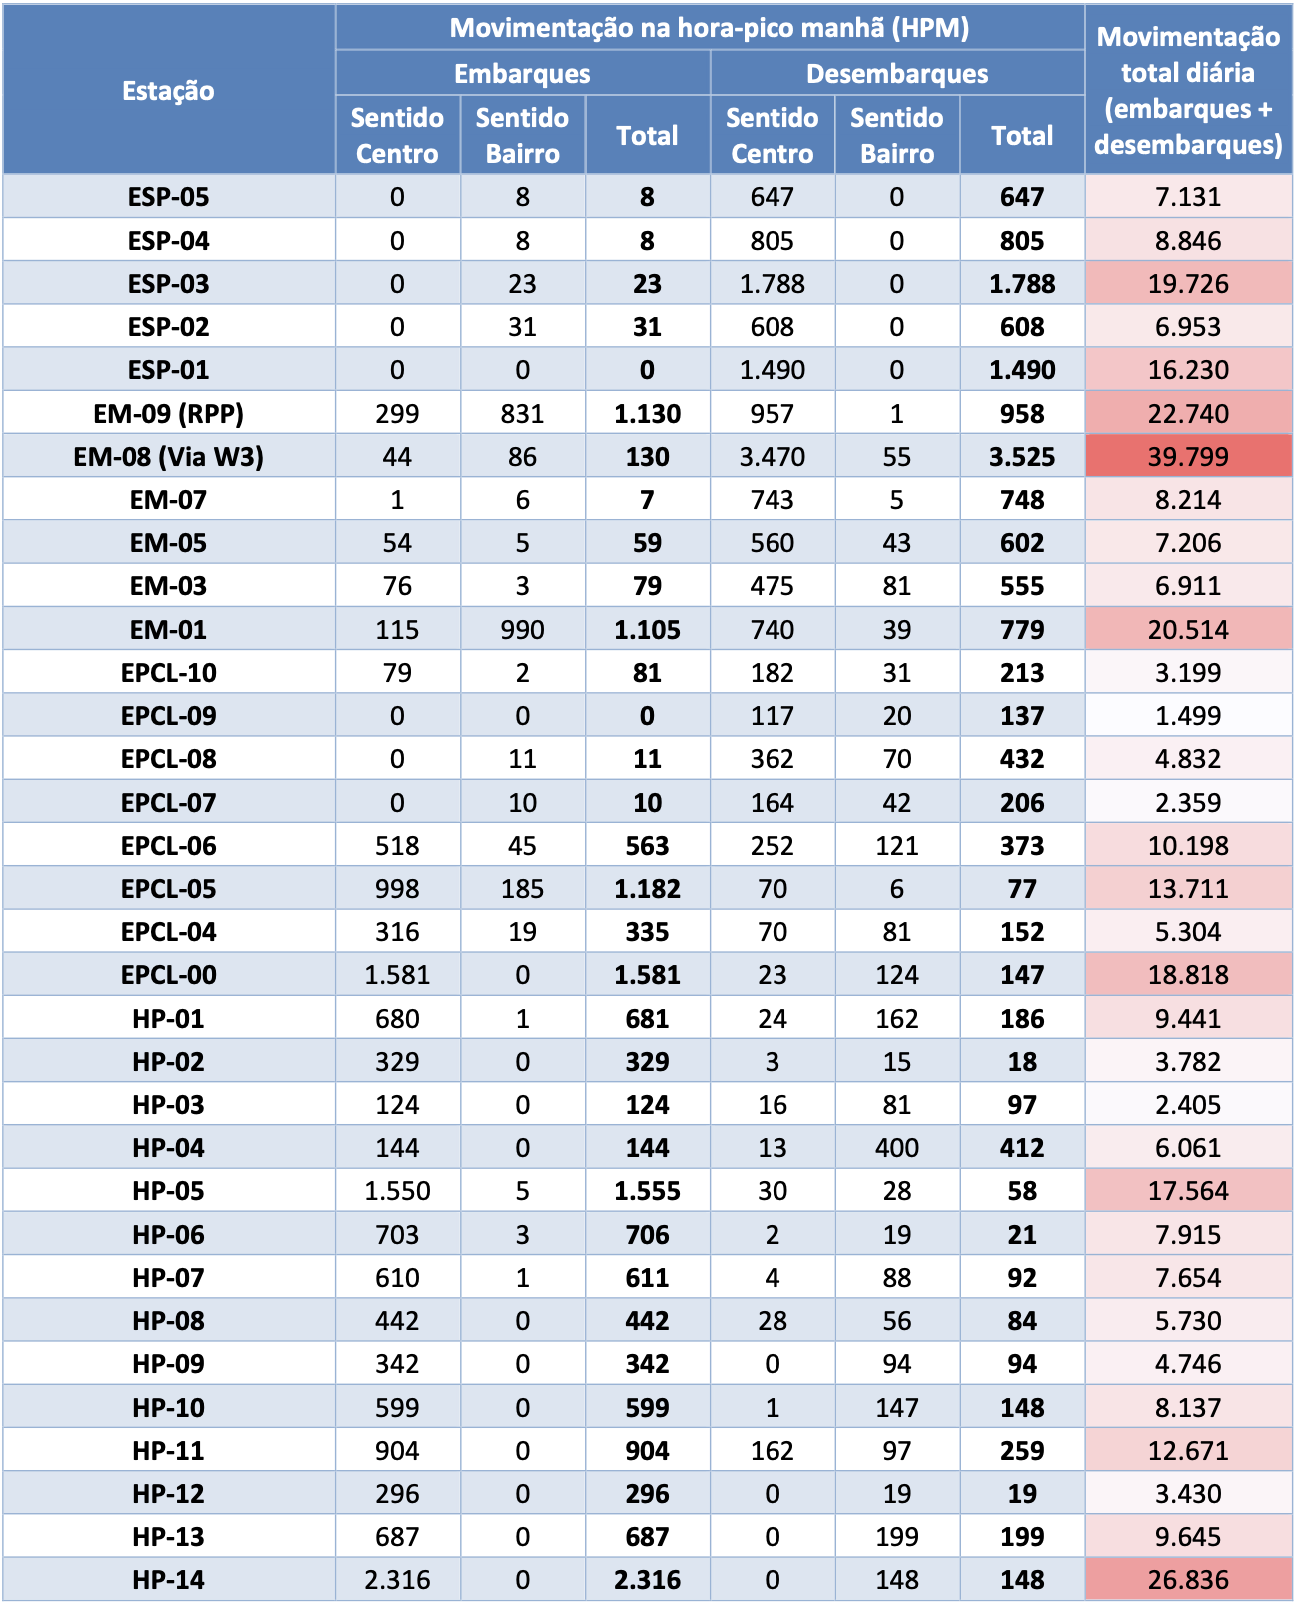 Estação
Movimentação na hora-pico manhã (HPM)
Movimentação total diária (embarques + desembarques)
Embarques Desembarques
Sentido Centro Sentido Bairro Total Sentido Centro Sentido Bairro Total
ESP-05 0 8 8 647 0 647 7.131
ESP-04 0 8 8 805 0 805 8.846
ESP-03 0 23 23 1.788 0 1.788 19.726
ESP-02 0 31 31 608 0 608 6.953
ESP-01 0 0 0 1.490 0 1.490 16.230
EM-09 (RPP) 299 831 1.130 957 1 958 22.740
EM-08 (Via W3) 44 86 130 3.470 55 3.525 39.799
EM-07 1 6 7 743 5 748 8.214
EM-05 54 5 59 560 43 602 7.206
EM-03 76 3 79 475 81 555 6.911
EM-01 115 990 1.105 740 39 779 20.514
EPCL-10 79 2 81 182 31 213 3.199
EPCL-09 0 0 0 117 20 137 1.499
EPCL-08 0 11 11 362 70 432 4.832
EPCL-07 0 10 10 164 42 206 2.359
EPCL-06 518 45 563 252 121 373 10.198
EPCL-05 998 185 1.182 70 6 77 13.711
EPCL-04 316 19 335 70 81 152 5.304
EPCL-00 1.581 0 1.581 23 124 147 18.818
HP-01 680 1 681 24 162 186 9.441
HP-02 329 0 329 3 15 18 3.782
HP-03 124 0 124 16 81 97 2.405
HP-04 144 0 144 13 400 412 6.061
HP-05 1.550 5 1.555 30 28 58 17.564
HP-06 703 3 706 2 19 21 7.915
HP-07 610 1 611 4 88 92 7.654
HP-08 442 0 442 28 56 84 5.730
HP-09 342 0 342 0 94 94 4.746
HP-10 599 0 599 1 147 148 8.137
HP-11 904 0 904 162 97 259 12.671
HP-12 296 0 296 0 19 19 3.430
HP-13 687 0 687 0 199 199 9.645
HP-14 2.316 0 2.316 0 148 148 26.836